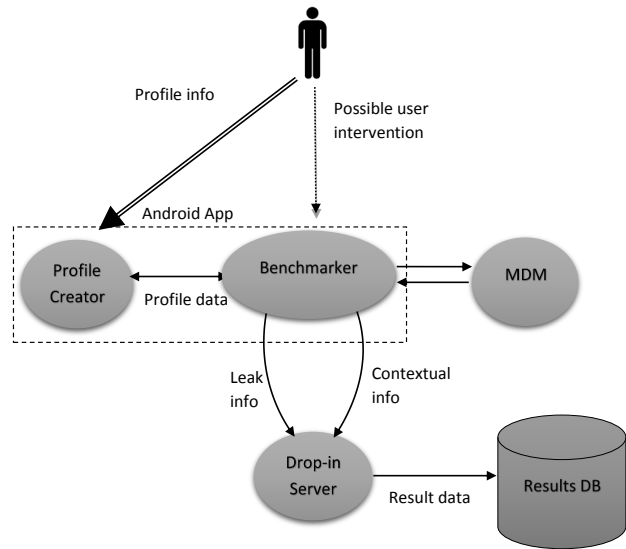 Profile info
Possible user
intervention
Android App
Profile
Creator
Profile data
Benchmarker
MDM
Leak
info
Contextual
info
Drop-in
Server
Result data
Results DB